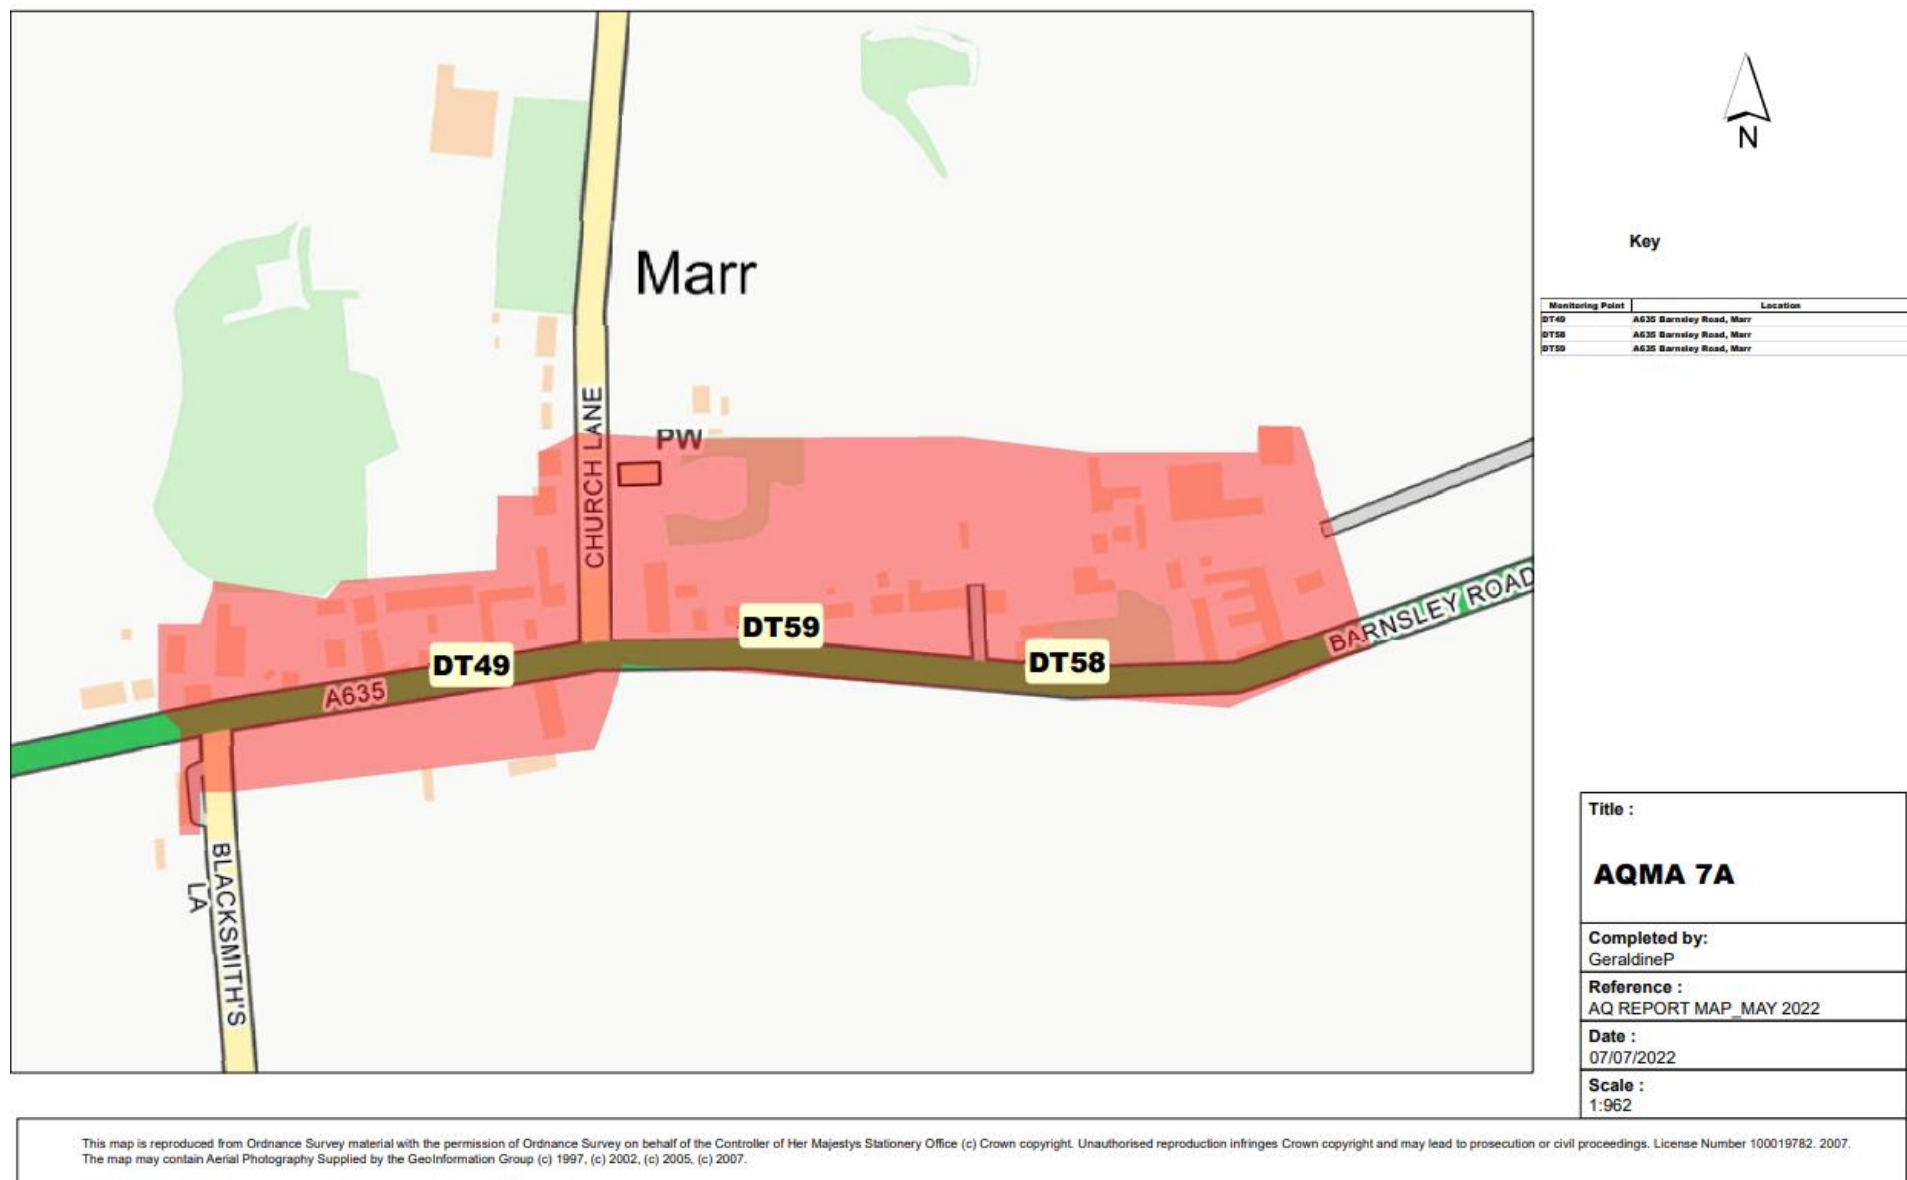 Marr
PW
CHURCH LANE
DT59
DT49
DT58
A635
BARNSLEY ROAD
BLACKSMITH'S
LA
N
Key
Monitoring Point Location
DT49 A635 Barnsley Road, Marr
DT58 A635 Barnsley Road, Marr
DT59 A635 Barnsley Road, Marr
Title :
AQMA 7A
Completed by:
GeraldineP
Reference :
AQ REPORT MAP_MAY 2022
Date :
07/07/2022
Scale :
1:962
This map is reproduced from Ordnance Survey material with the permission of Ordnance Survey on behalf of the Controller of Her Majestys Stationery Office (c) Crown copyright. Unauthorised reproduction infringes Crown copyright and may lead to prosecution or civil proceedings. License Number 100019782. 2007.
The map may contain Aerial Photography Supplied by the GeoInformation Group (c) 1997, (c) 2002, (c) 2005, (c) 2007.